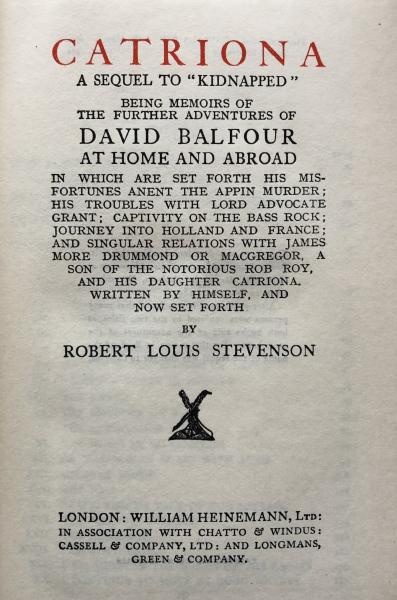 CATRIONA
A SEQUEL TO "KIDNAPPED"
BEING MEMOIRS OF
THE FURTHER ADVENTURES OF
DAVID BALFOUR
AT HOME AND ABROAD
IN WHICH ARE SET FORTH HIS MIS-
FORTUNES ANENT THE APPIN MURDER;
HIS TROUBLES WITH LORD ADVOCATE
GRANT; CAPTIVITY ON THE BASS ROCK;
JOURNEY INTO HOLLAND AND FRANCE;
AND SINGULAR RELATIONS WITH JAMES
MORE DRUMMOND OR MACGREGOR, A
SON OF THE NOTORIOUS ROB ROY,
AND HIS DAUGHTER CATRIONA.
WRITTEN BY HIMSELF, AND
NOW SET FORTH
BY
ROBERT LOUIS STEVENSON
LONDON: WILLIAM HEINEMANN, LTD:
IN ASSOCIATION WITH CHATTO & WINDUS:
CASSELL & COMPANY, LTD: AND LONGMANS,
GREEN & COMPANY.